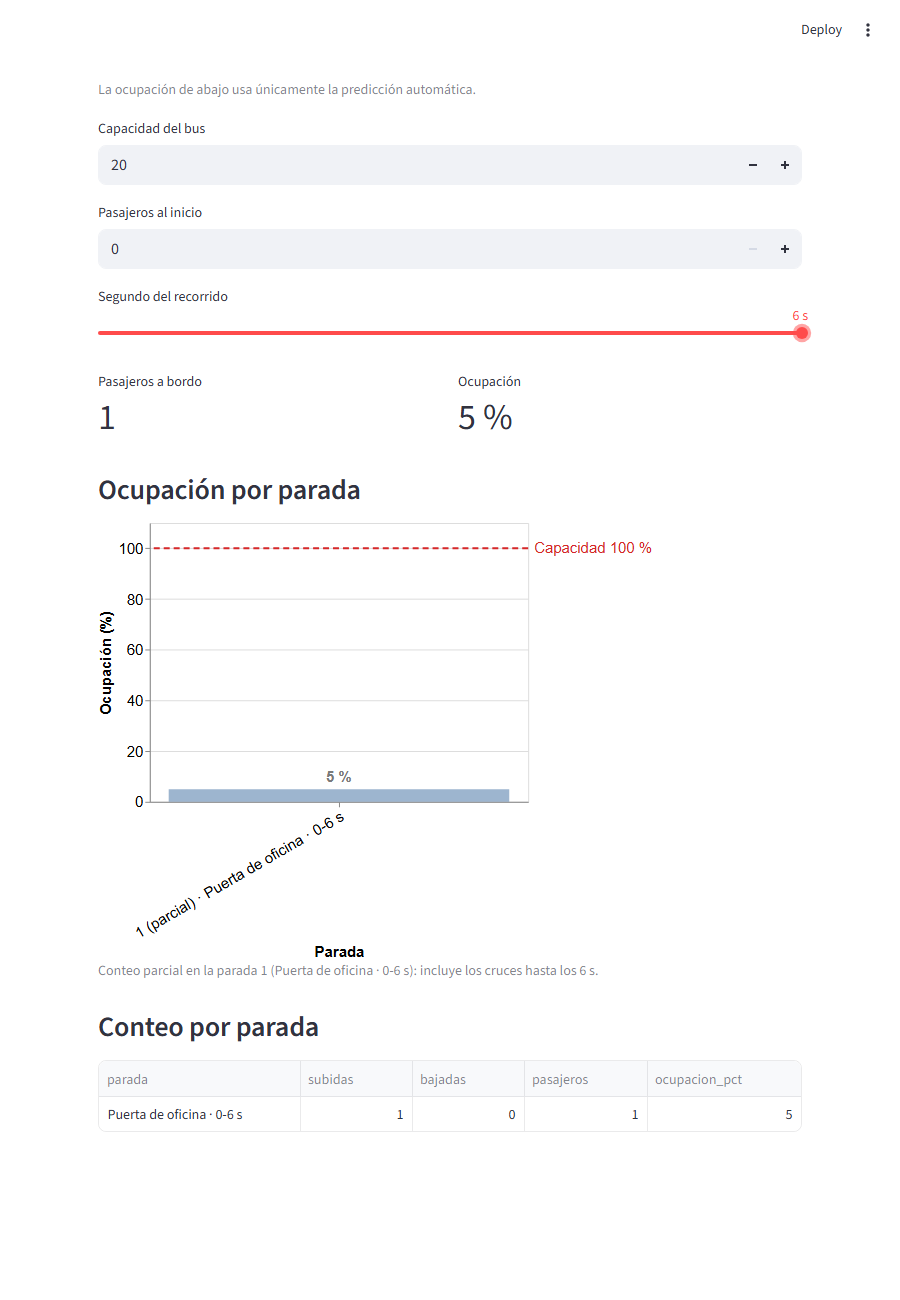 Deploy
La ocupación de abajo usa únicamente la predicción automática.
Capacidad del bus
20
Pasajeros al inicio
0
Segundo del recorrido
6 s
Pasajeros a bordo
Ocupación
1
5 %
Ocupación por parada
Ocupación (%)
100
80
60
40
20
0
Capacidad 100 %
5 %
1 (parcial) · Puerta de oficina · 0-6 s
Parada
Conteo parcial en la parada 1 (Puerta de oficina · 0-6 s): incluye los cruces hasta los 6 s.
Conteo por parada
parada subidas bajadas pasajeros ocupacion_pct
Puerta de oficina · 0-6 s 1 0 1 5